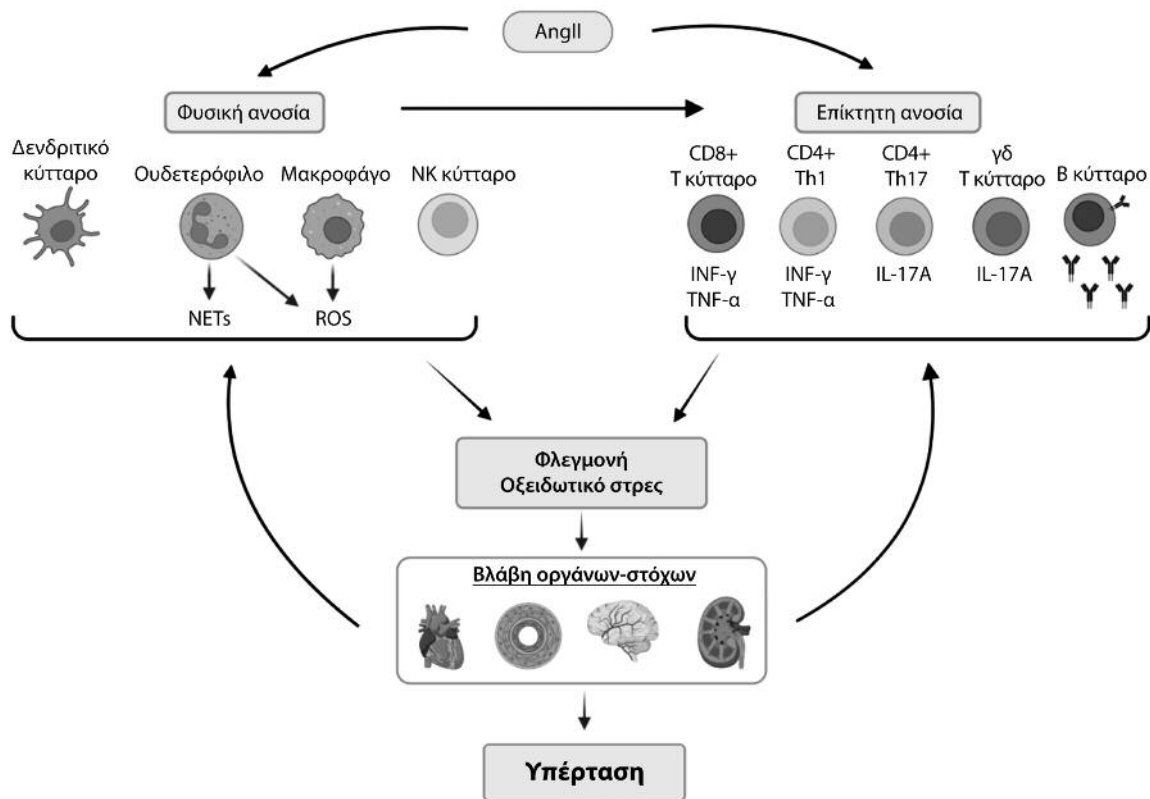 AngII
Φυσική ανοσία
Επίκτητη ανοσία
Δενδριτικό
κύτταρο
Ουδετερόφιλο
Μακροφάγο
NK κύτταρο
NETs
ROS
CD8+
T κύτταρο
INF-γ
TNF-α
CD4+
Th1
INF-γ
TNF-α
CD4+
Th17
IL-17A
γδ
T κύτταρο
IL-17A
B κύτταρο
Φλεγμονή
Οξειδωτικό στρες
Βλάβη οργάνων-στόχων
Υπέρταση